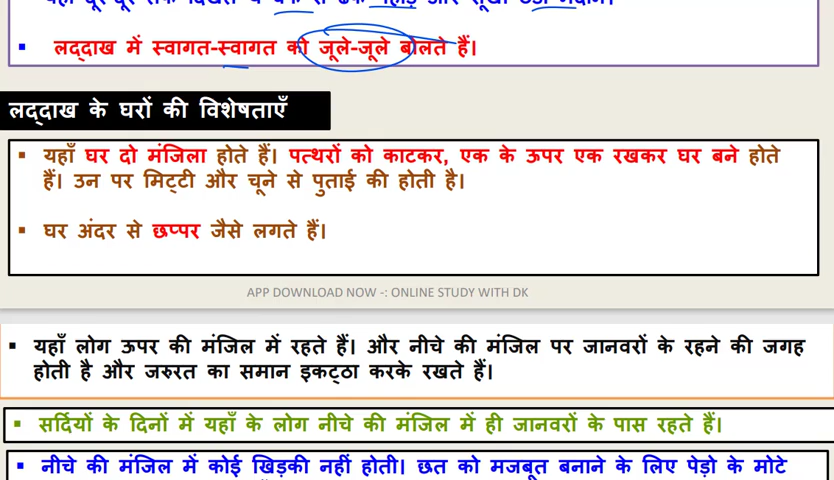 लद्दाख में स्वागत-स्वागत को जूले-जूले बोलते हैं।
लद्दाख के घरों की विशेषताएँ
यहाँ घर दो मंजिला होते हैं। पत्थरों को काटकर, एक के ऊपर एक रखकर घर बने होते
हैं। उन पर मिट्टी और चूने से पुताई की होती है।
घर अंदर से छप्पर जैसे लगते हैं।
APP DOWNLOAD NOW -: ONLINE STUDY WITH DK
यहाँ लोग ऊपर की मंजिल में रहते हैं। और नीचे की मंजिल पर जानवरों के रहने की जगह
होती है और जरुरत का समान इकट्ठा करके रखते हैं।
सर्दियों के दिनों में यहाँ के लोग नीचे की मंजिल में ही जानवरों के पास रहते हैं।
नीचे की मंजिल में कोई खिड़की नहीं होती। छत को मजबूत बनाने के लिए पेड़ो के मोटे